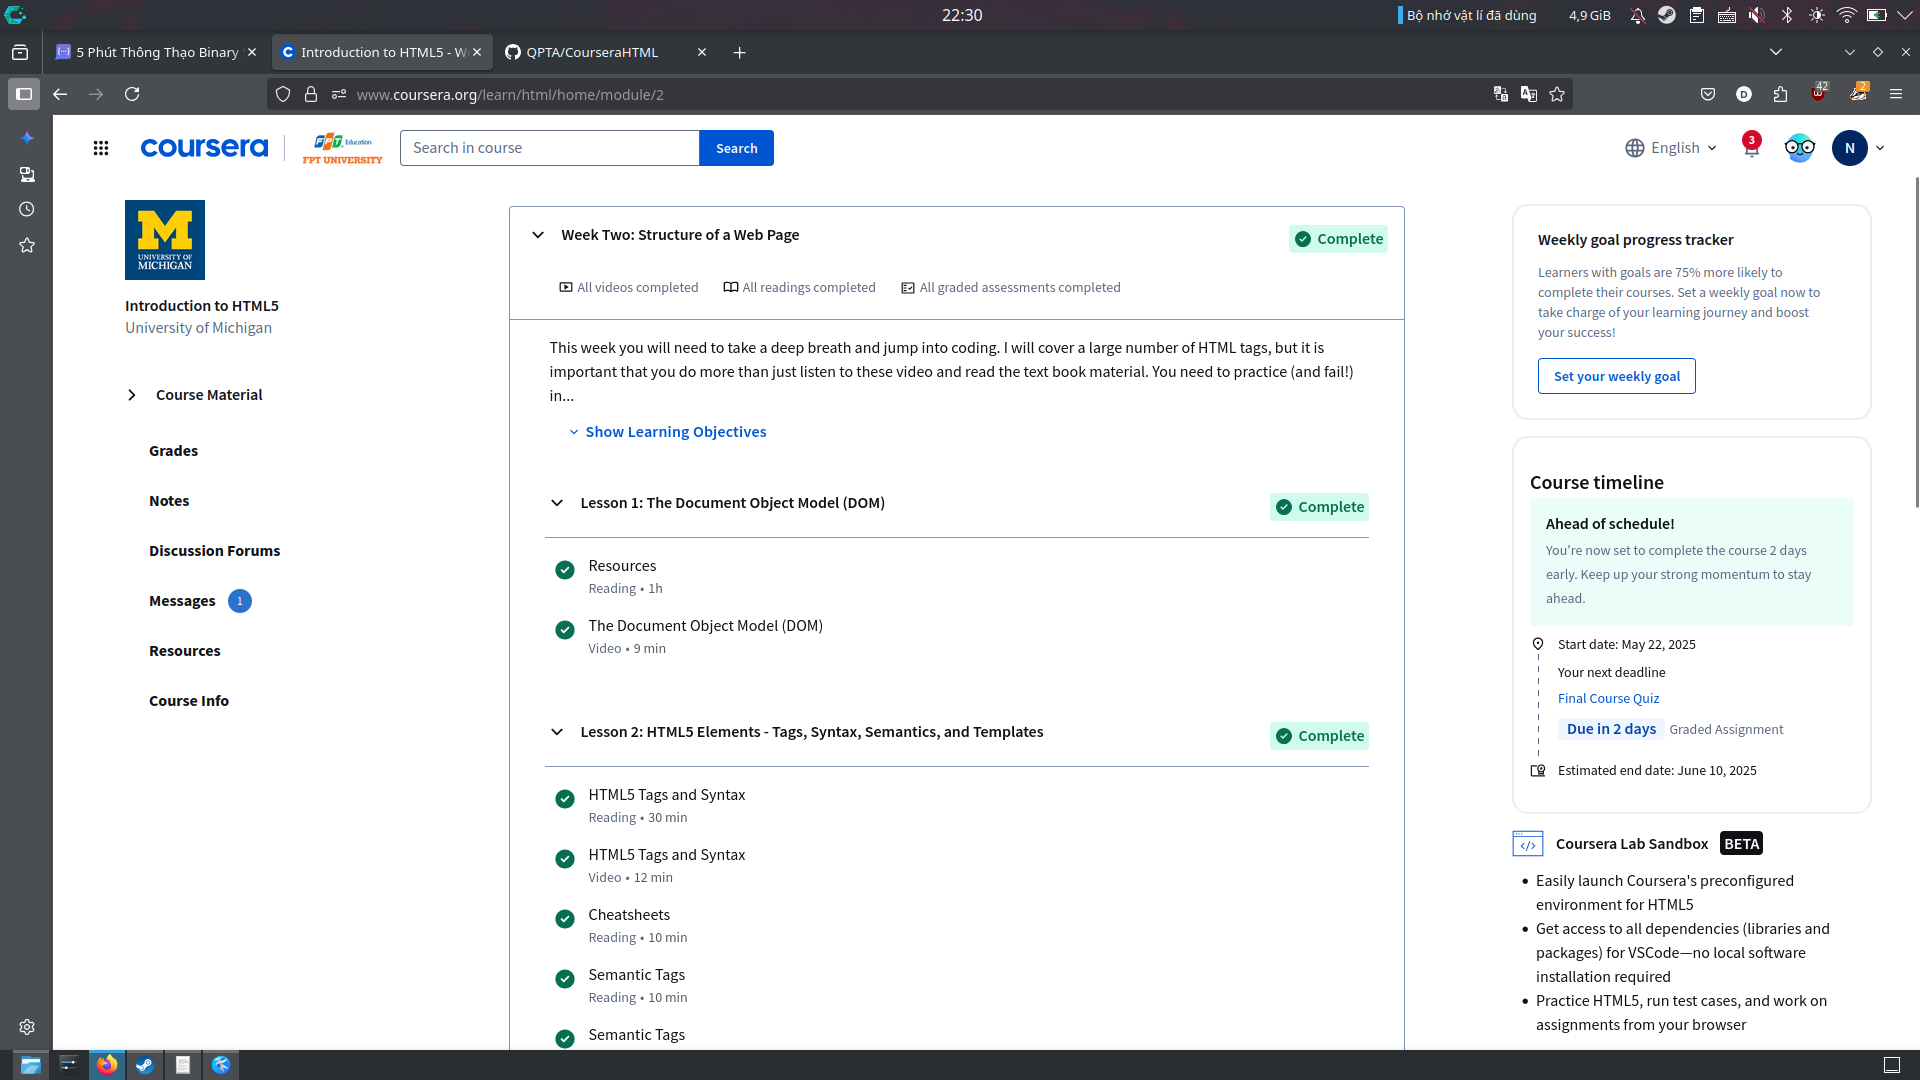 22:30
Bộ nhớ vật lí đã dùng
4,9 GiB
5 Phút Thông Thạo Binary
Introduction to HTML5 - W
QPTA/CourseraHTML
www.coursera.org/learn/html/home/module/2
D
42
2
coursera
FPT Education
FPT UNIVERSITY
Search in course
Search
English
3
N
M
UNIVERSITY OF
MICHIGAN
Introduction to HTML5
University of Michigan
Course Material
Grades
Notes
Discussion Forums
Messages 1
Resources
Course Info
Week Two: Structure of a Web Page
Complete
All videos completed
All readings completed
All graded assessments completed
This week you will need to take a deep breath and jump into coding. I will cover a large number of HTML tags, but it is
important that you do more than just listen to these video and read the text book material. You need to practice (and fail!)
in...
Show Learning Objectives
Lesson 1: The Document Object Model (DOM)
Complete
Resources
Reading • 1h
The Document Object Model (DOM)
Video • 9 min
Lesson 2: HTML5 Elements - Tags, Syntax, Semantics, and Templates
Complete
HTML5 Tags and Syntax
Reading • 30 min
HTML5 Tags and Syntax
Video • 12 min
Cheatsheets
Reading • 10 min
Semantic Tags
Reading • 10 min
Semantic Tags
Weekly goal progress tracker
Learners with goals are 75% more likely to
complete their courses. Set a weekly goal now to
take charge of your learning journey and boost
your success!
Set your weekly goal
Course timeline
Ahead of schedule!
You're now set to complete the course 2 days
early. Keep up your strong momentum to stay
ahead.
Start date: May 22, 2025
Your next deadline
Final Course Quiz
Due in 2 days Graded Assignment
Estimated end date: June 10, 2025
Coursera Lab Sandbox BETA
• Easily launch Coursera's preconfigured
environment for HTML5
• Get access to all dependencies (libraries and
packages) for VSCode—no local software
installation required
• Practice HTML5, run test cases, and work on
assignments from your browser